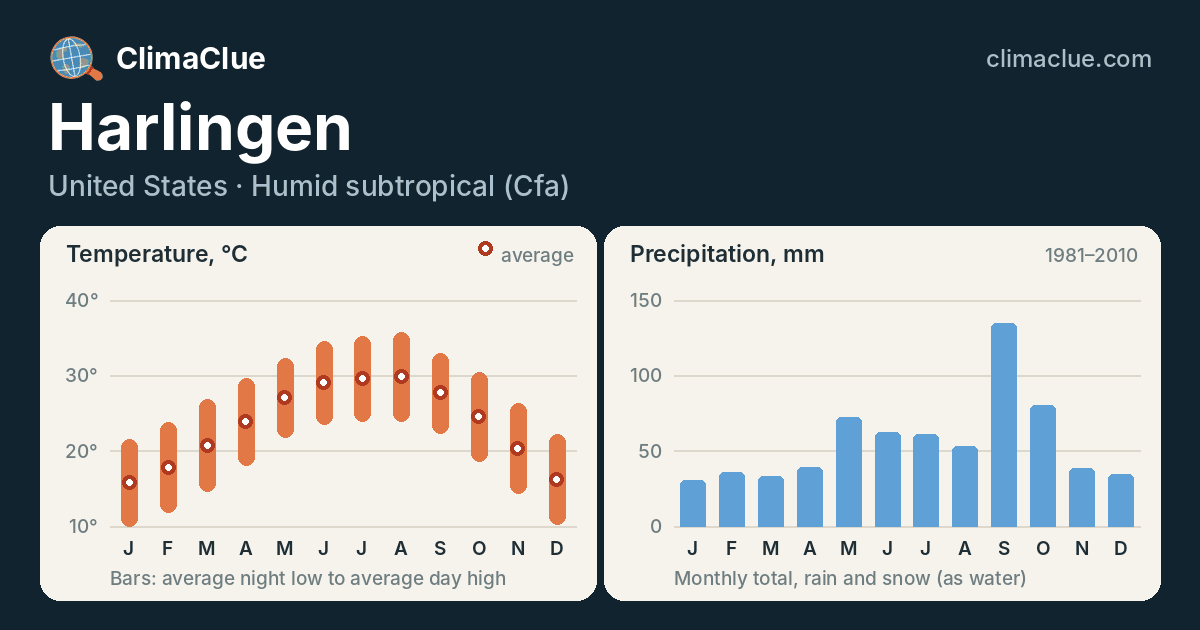 ClimaClue
climaclue.com
Harlingen
United States · Humid subtropical (Cfa)
Temperature, °C
average
40°
30°
20°
10°
J F M A M J J A S O N D
Bars: average night low to average day high
Precipitation, mm
1981–2010
150
100
50
0
J F M A M J J A S O N D
Monthly total, rain and snow (as water)